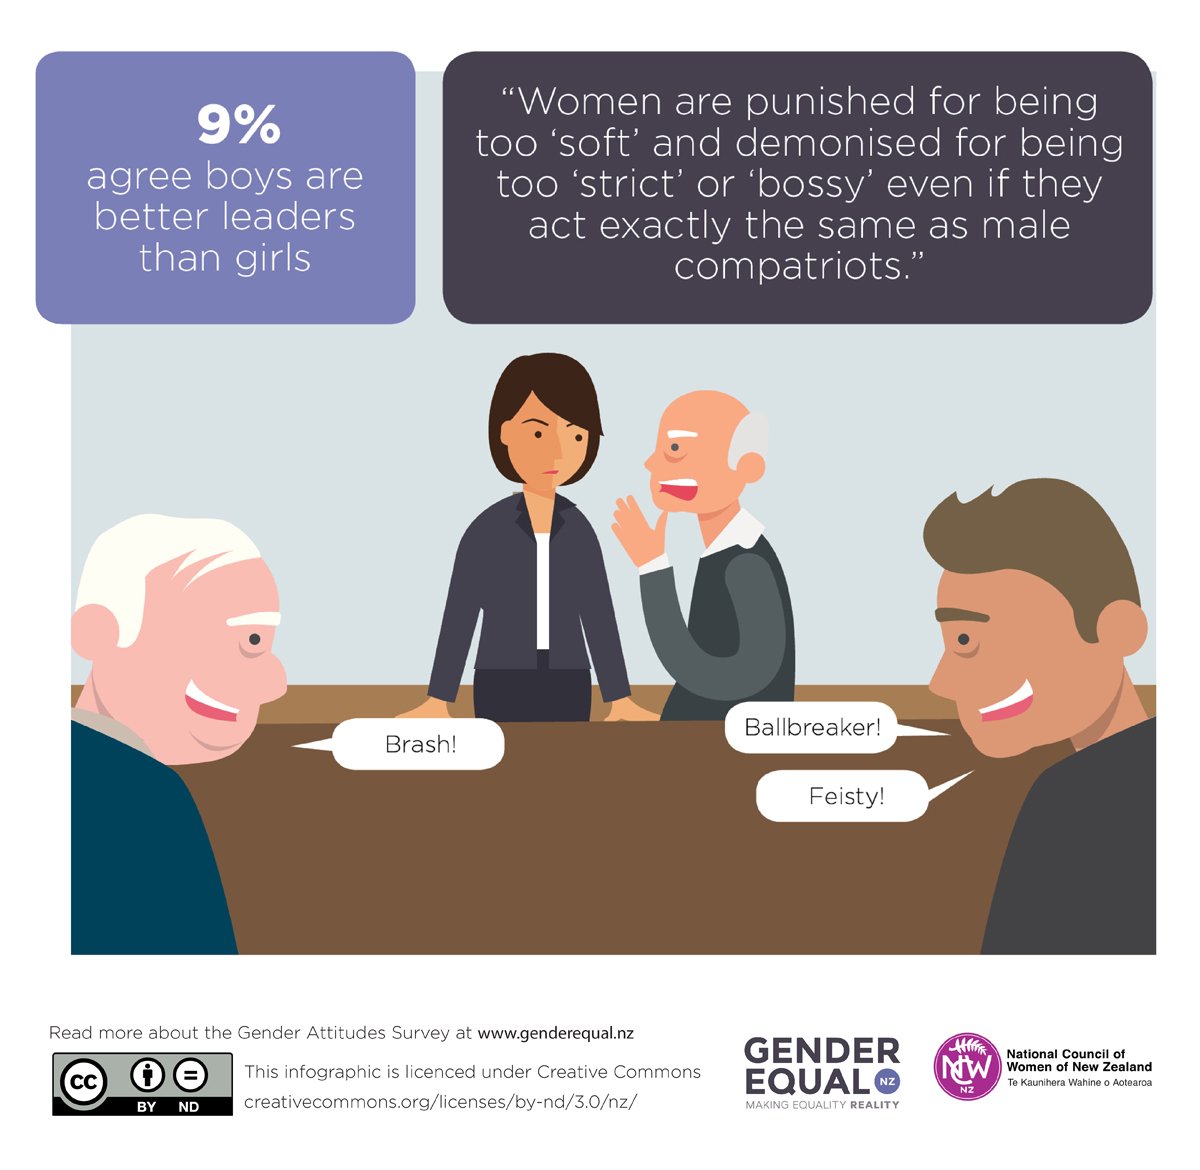 9%
agree boys are
better leaders
than girls
“Women are punished for being
too ‘soft’ and demonised for being
too ‘strict’ or ‘bossy’ even if they
act exactly the same as male
compatriots.”
Brash!
Ballbreaker!
Feisty!
Read more about the Gender Attitudes Survey at www.genderequal.nz
cc
BY ND
This infographic is licenced under Creative Commons
creativecommons.org/licenses/by-nd/3.0/nz/
GENDER
EQUAL NZ
MAKING EQUALITY REALITY
NCW
NZ
National Council of
Women of New Zealand
Te Kaunihera Wahine o Aotearoa